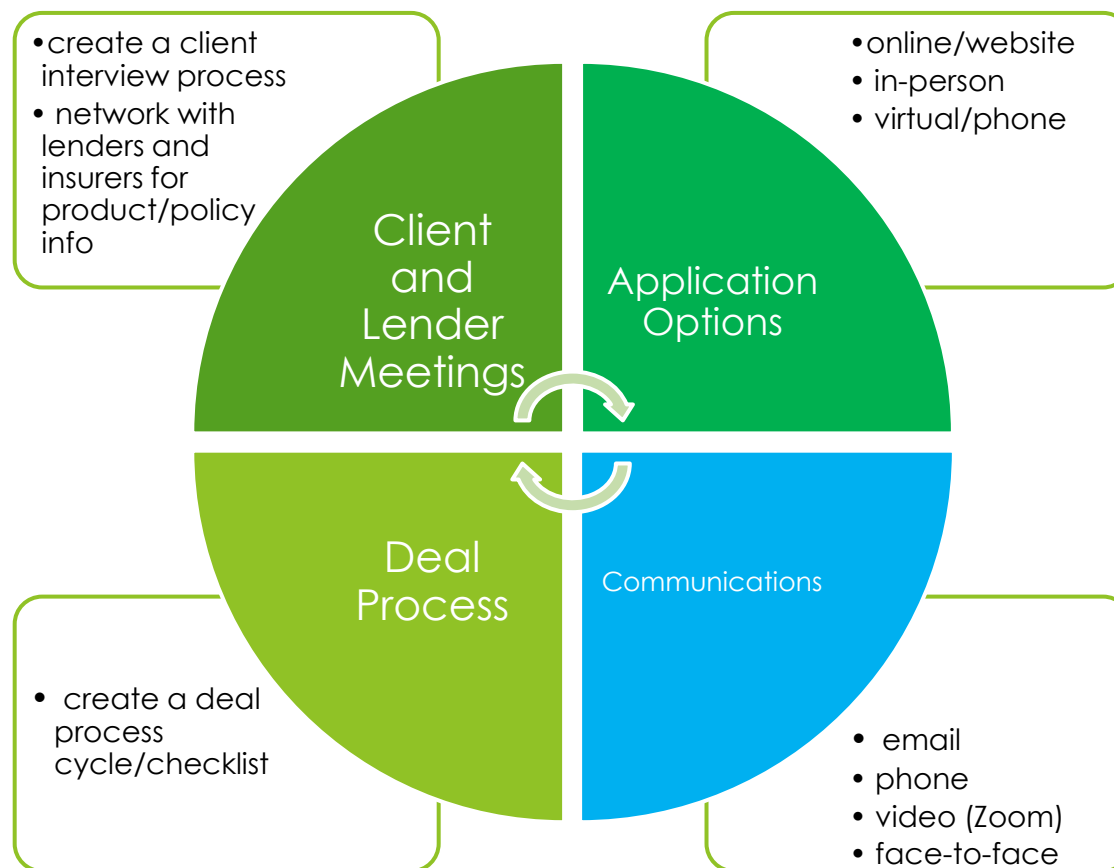 •create a client
interview process
• network with
lenders and
insurers for
product/policy
info
Client
and
Lender
Meetings
•online/website
• in-person
• virtual/phone
Application
Options
Deal
Process
• create a deal
process
cycle/checklist
Communications
• email
• phone
• video (Zoom)
• face-to-face